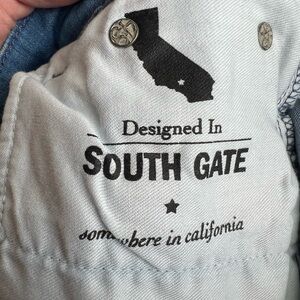 Designed In
SOUTH GATE
somewhere in california